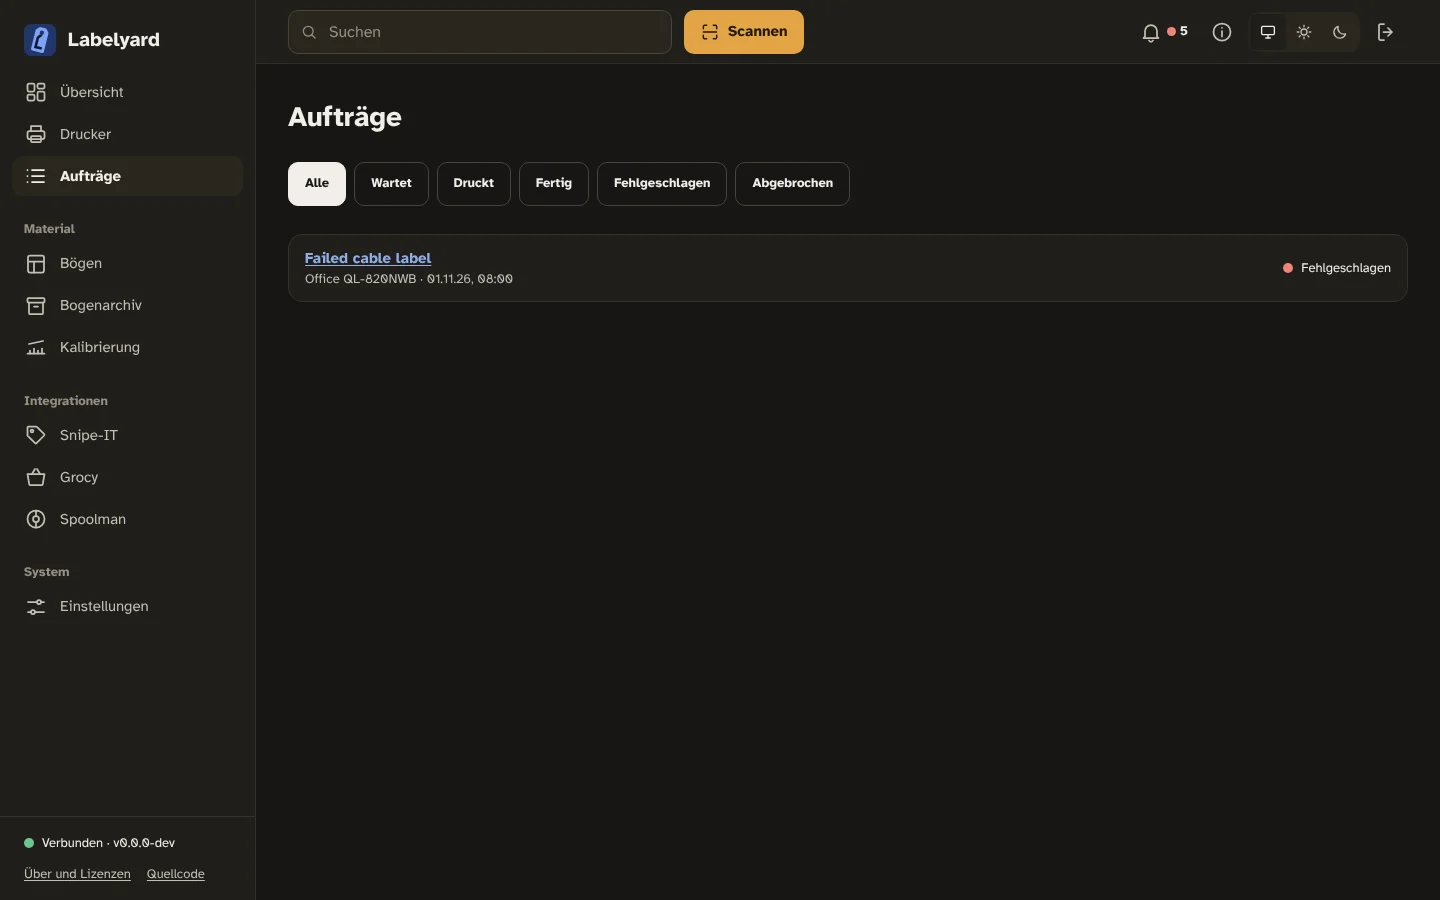 Labelyard
Suchen
Scannen
5
Übersicht
Drucker
Aufträge
Material
Bögen
Bogenarchiv
Kalibrierung
Integrationen
Snipe-IT
Grocy
Spoolman
System
Einstellungen
Verbunden · v0.0.0-dev
Über und Lizenzen Quellcode
Aufträge
Alle Wartet Druckt Fertig Fehlgeschlagen Abgebrochen
Failed cable label
Office QL-820NWB · 01.11.26, 08:00
Fehlgeschlagen